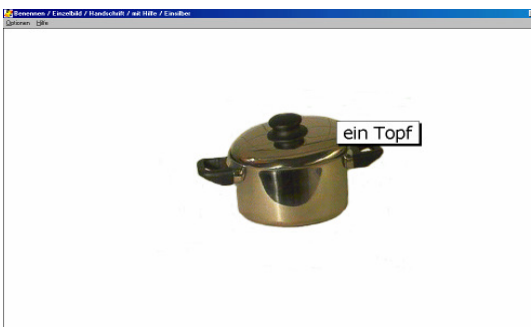 Benennen / Einzelbild / Handschrift / mit Hilfe / Einsilber
Optionen Hilfe
ein Topf